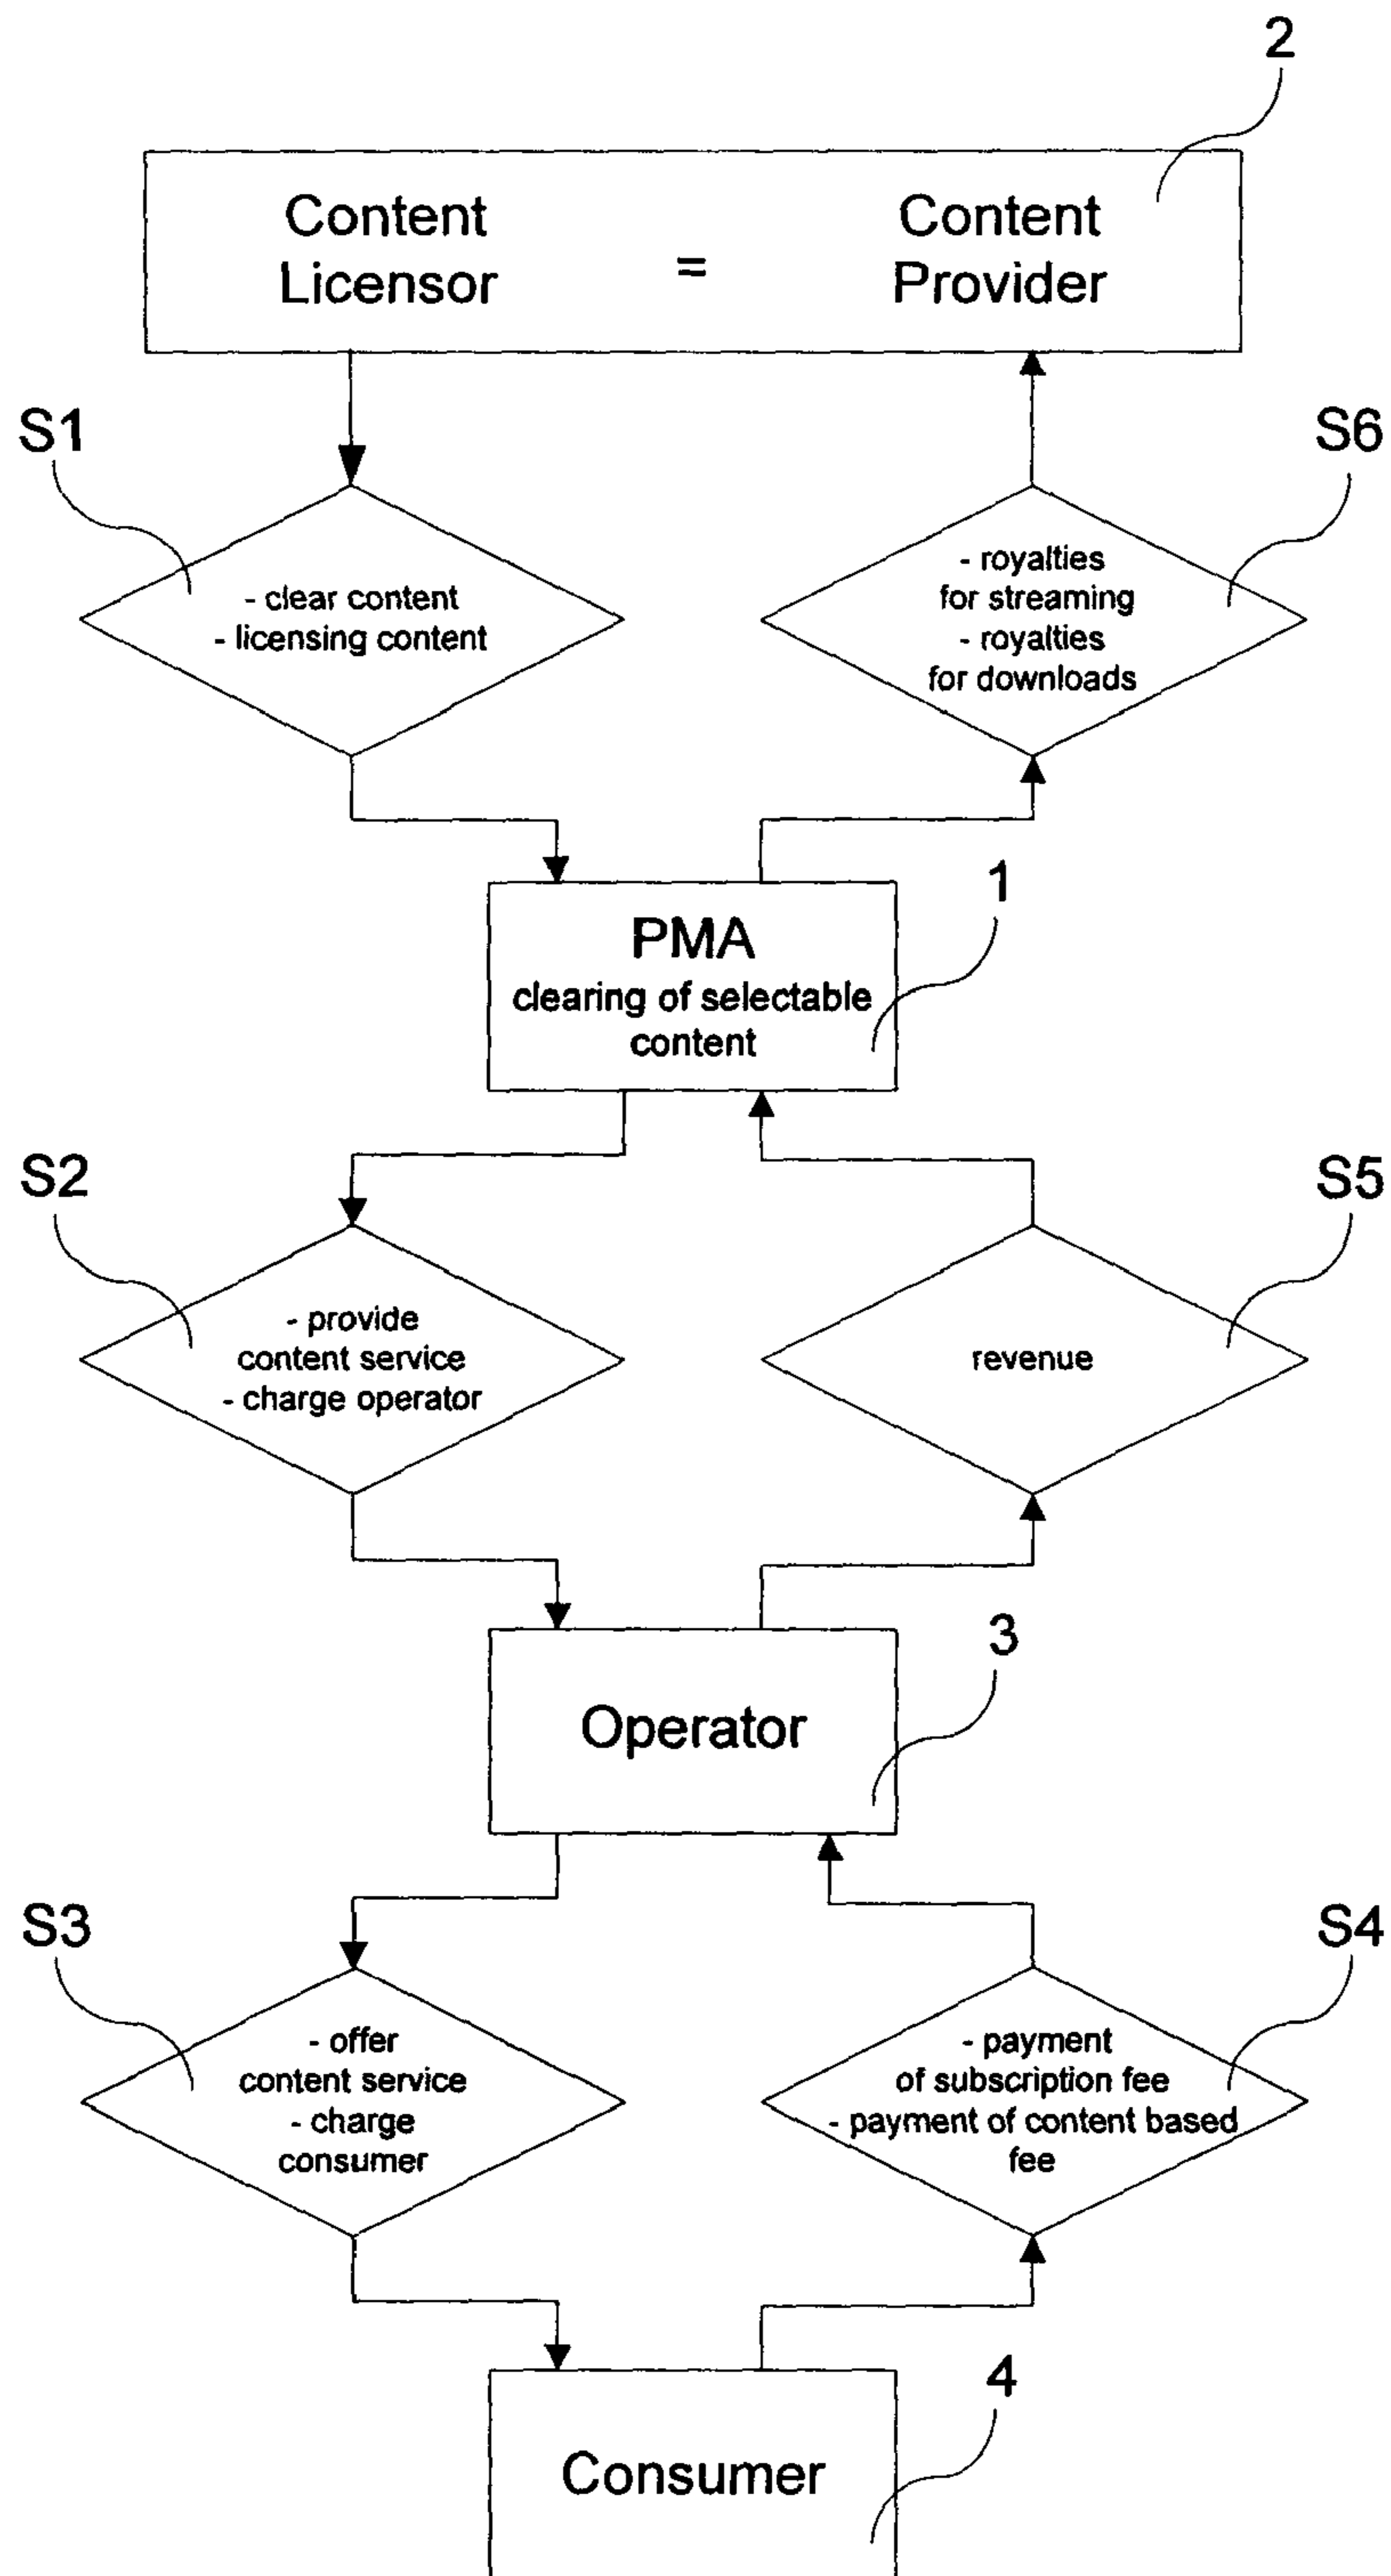 2
Content
Licensor
=
Content
Provider
S1
S6
- clear content
- licensing content
- royalties
for streaming
- royalties
for downloads
1
PMA
clearing of selectable
content
S2
S5
- provide
content service
- charge operator
revenue
3
Operator
S3
S4
- offer
content service
- charge
consumer
- payment
of subscription fee
- payment of content based
fee
4
Consumer